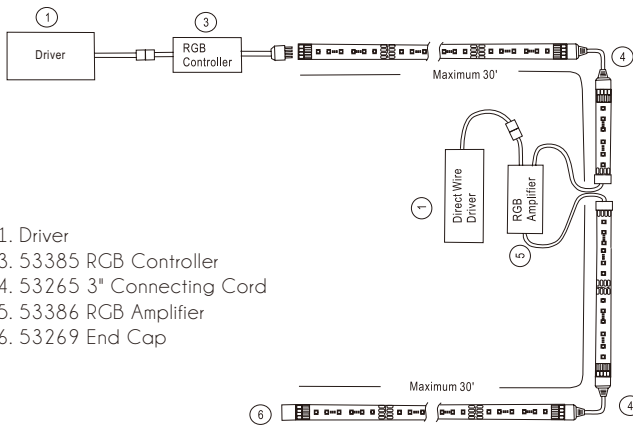 1
3
4
Driver
RGB
Controller
Maximum 30'
Direct Wire
Driver
RGB
Amplifier
1
5
1. Driver
3. 53385 RGB Controller
4. 53265 3" Connecting Cord
5. 53386 RGB Amplifier
6. 53269 End Cap
Maximum 30'
6
4